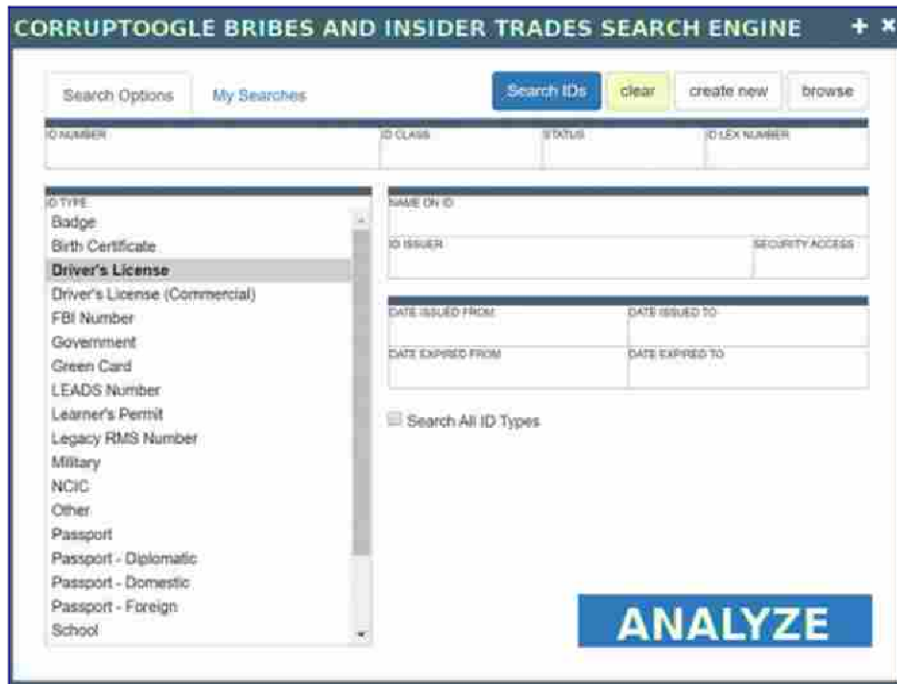 CORRUPTOOGLE BRIBES AND INSIDER TRADES SEARCH ENGINE + ×
Search Options My Searches Search IDs clear create new browse
ID NUMBER ID CLASS STATUS ID LEX NUMBER
ID TYPE
Badge
Birth Certificate
Driver's License
Driver's License (Commercial)
FBI Number
Government
Green Card
LEADS Number
Learner's Permit
Legacy RMS Number
Military
NCIC
Other
Passport
Passport - Diplomatic
Passport - Domestic
Passport - Foreign
School
NAME ON ID
ID ISSUER SECURITY ACCESS
DATE ISSUED FROM DATE ISSUED TO
DATE EXPIRED FROM DATE EXPIRED TO
Search All ID Types
ANALYZE